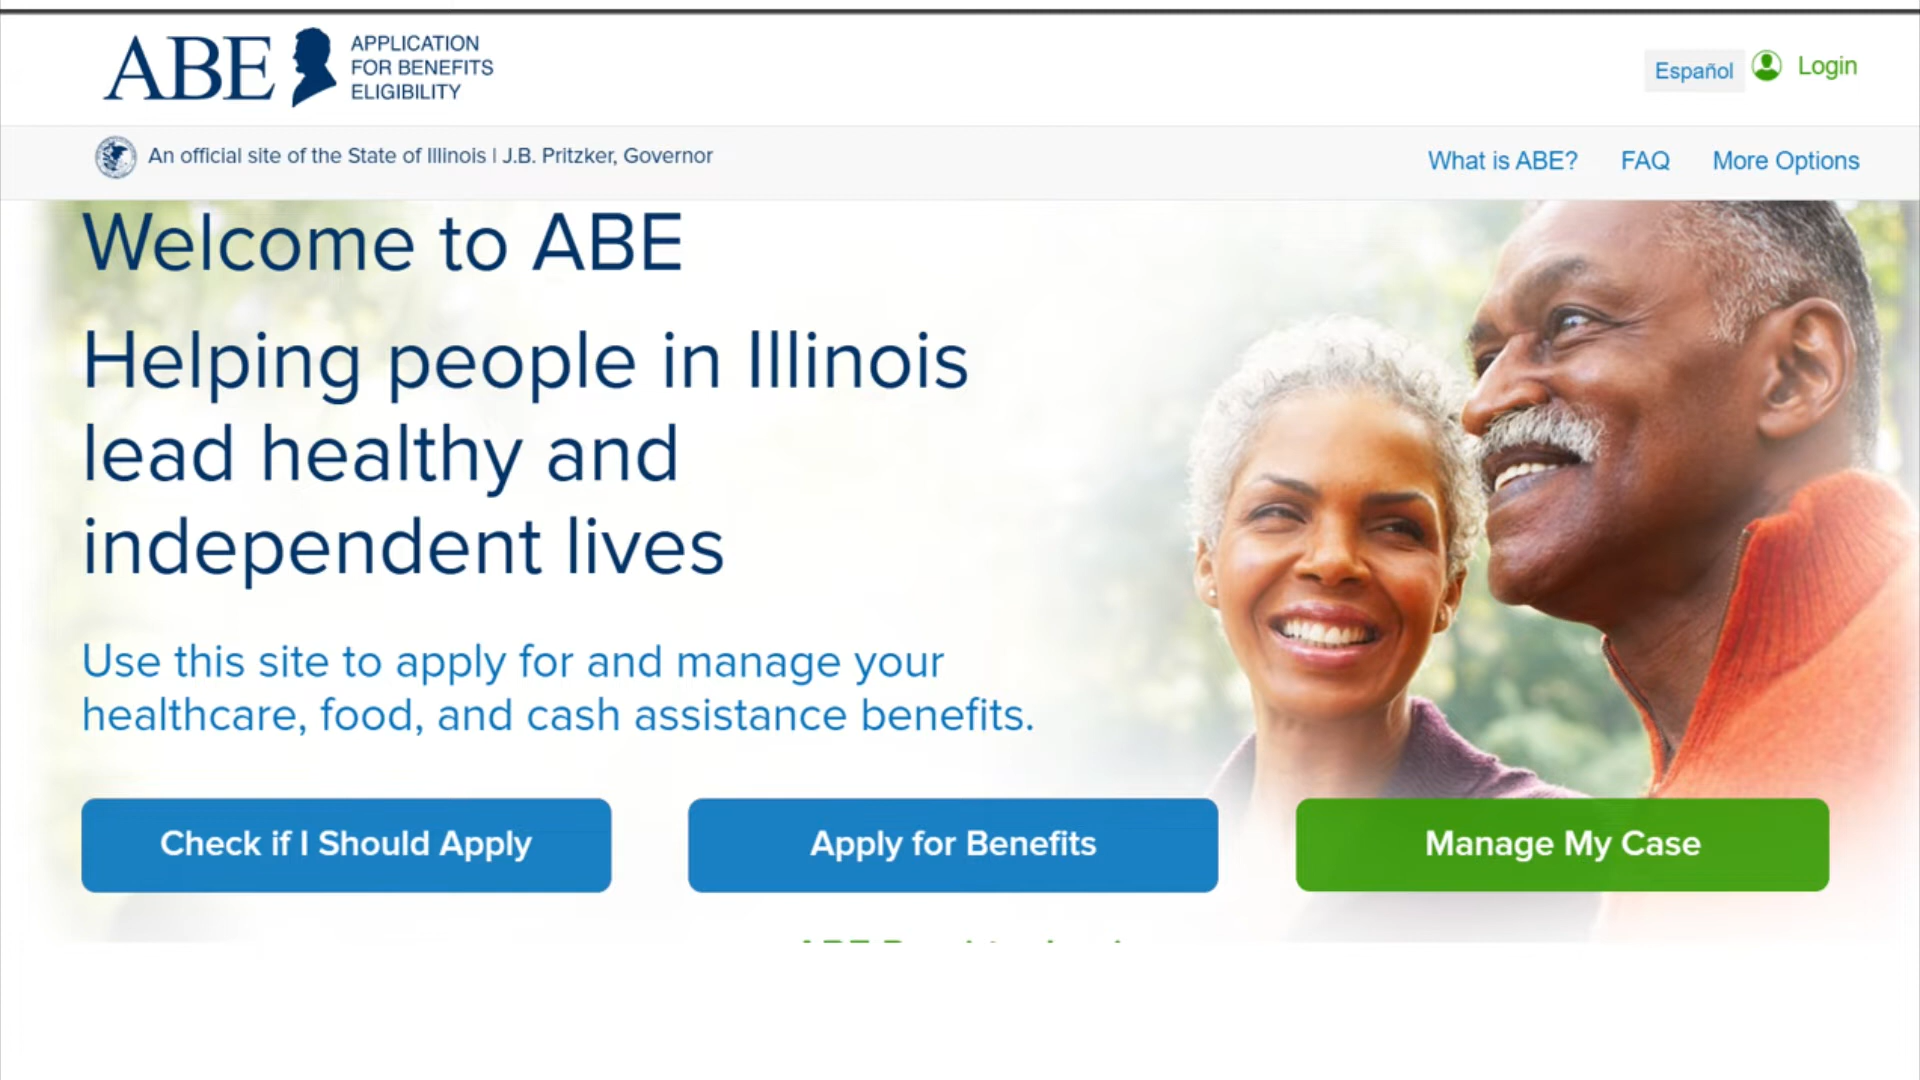 ABE
APPLICATION
FOR BENEFITS
ELIGIBILITY
Español
Login
An official site of the State of Illinois | J.B. Pritzker, Governor
What is ABE?
FAQ
More Options
Welcome to ABE
Helping people in Illinois
lead healthy and
independent lives
Use this site to apply for and manage your
healthcare, food, and cash assistance benefits.
Check if I Should Apply
Apply for Benefits
Manage My Case